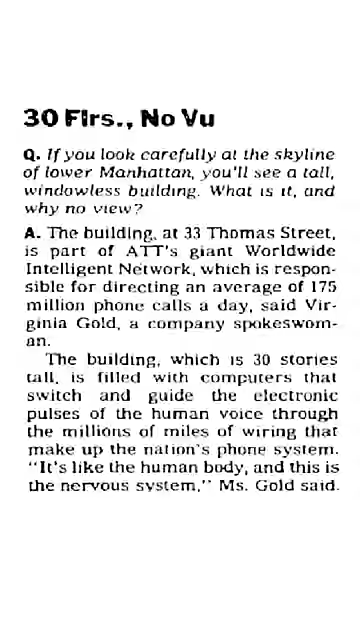 30 Flrs., No Vu
Q. If you look carefully at the skyline
of lower Manhattan, you'll see a tall,
windowless building. What is it, and
why no view?
A. The building, at 33 Thomas Street,
is part of ATT's giant Worldwide
Intelligent Network, which is respon-
sible for directing an average of 175
million phone calls a day, said Vir-
ginia Gold, a company spokeswom-
an.
The building, which is 30 stories
tall, is filled with computers that
switch and guide the electronic
pulses of the human voice through
the millions of miles of wiring that
make up the nation's phone system.
"It's like the human body, and this is
the nervous system," Ms. Gold said.